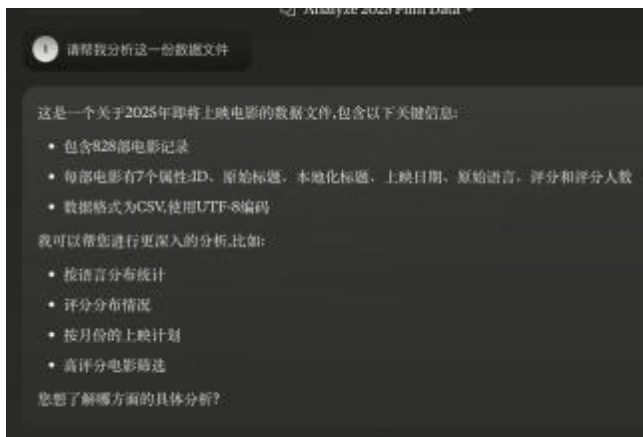 Analyze 2025 Film Data
请帮我分析这一份数据文件
这是一个关于2025年即将上映电影的数据文件,包含以下关键信息:
• 包含828部电影记录
• 每部电影有7个属性:ID、原始标题、本地化标题、上映日期、原始语言、评分和评分人数
• 数据格式为CSV,使用UTF-8编码
我可以帮您进行更深入的分析,比如:
• 按语言分布统计
• 评分分布情况
• 按月份的上映计划
• 高评分电影筛选
您想了解哪方面的具体分析?